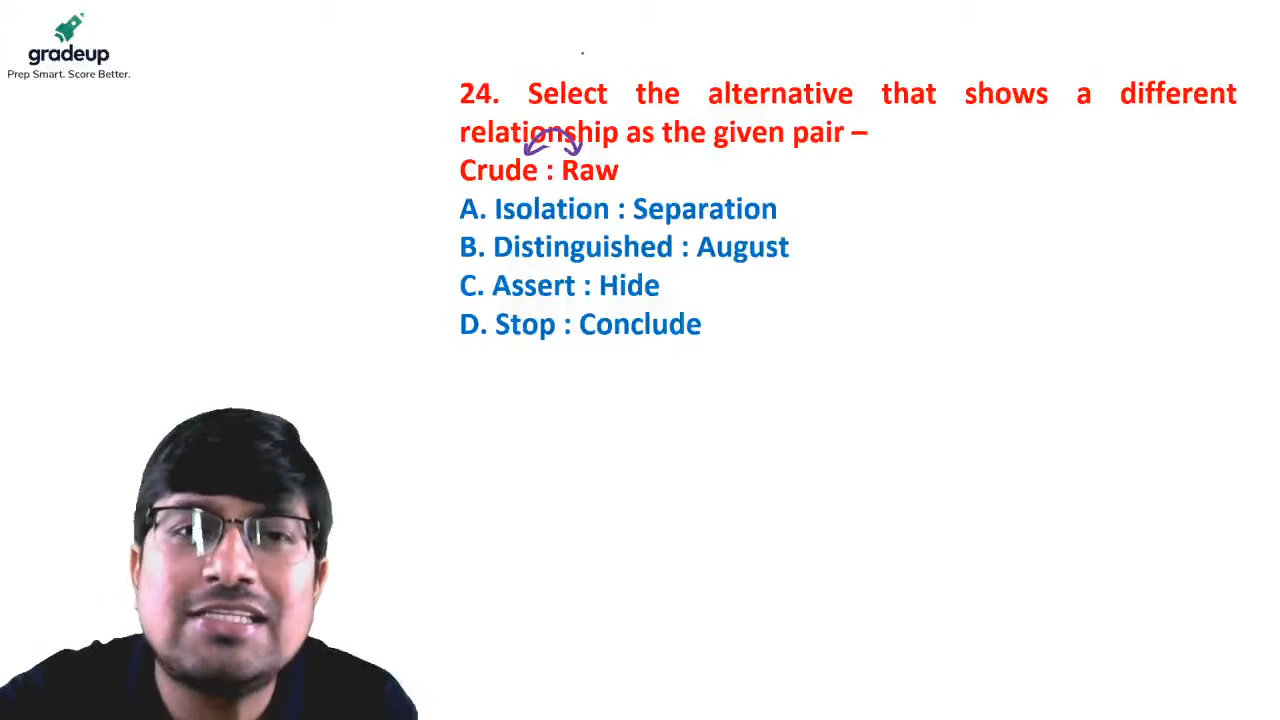 gradeup
Prep Smart. Score Better.
24. Select the alternative that shows a different
relationship as the given pair –
Crude : Raw
A. Isolation : Separation
B. Distinguished : August
C. Assert : Hide
D. Stop : Conclude